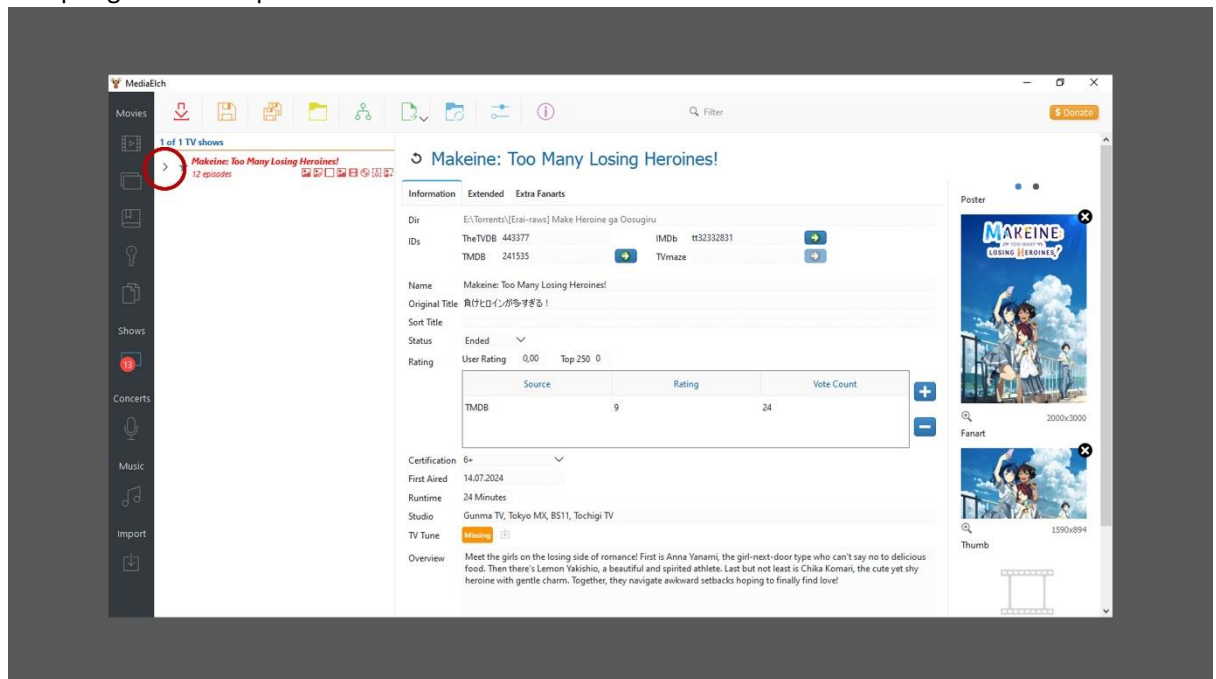 MediaElch
Movies
Filter
$ Donate
1 of 1 TV shows
Makeine: Too Many Losing Heroines!
12 episodes
Makeine: Too Many Losing Heroines!
Information Extended Extra Fanarts
Dir E:\Torrents\[Erai-raws] Make Heroine ga Oosugiru
IDs TheTVDB 443377 IMDb tt32332831
TMDB 241535 TVmaze
Name Makeine: Too Many Losing Heroines!
Original Title 負けヒロインが多すぎる！
Sort Title
Status Ended
Rating User Rating 0,00 Top 250 0
Source Rating Vote Count
TMDB 9 24
Certification 6+
First Aired 14.07.2024
Runtime 24 Minutes
Studio Gunma TV, Tokyo MX, BS11, Tochigi TV
TV Tune Missing
Overview Meet the girls on the losing side of romance! First is Anna Yanami, the girl-next-door type who can't say no to delicious
food. Then there's Lemon Yakishio, a beautiful and spirited athlete. Last but not least is Chika Komari, the cute yet shy
heroine with gentle charm. Together, they navigate awkward setbacks hoping to finally find love!
Shows
13
Concerts
Music
Import
Poster
MAKEINE
TOO MANY
LOSING HEROINES!
2000x3000
Fanart
1590x894
Thumb